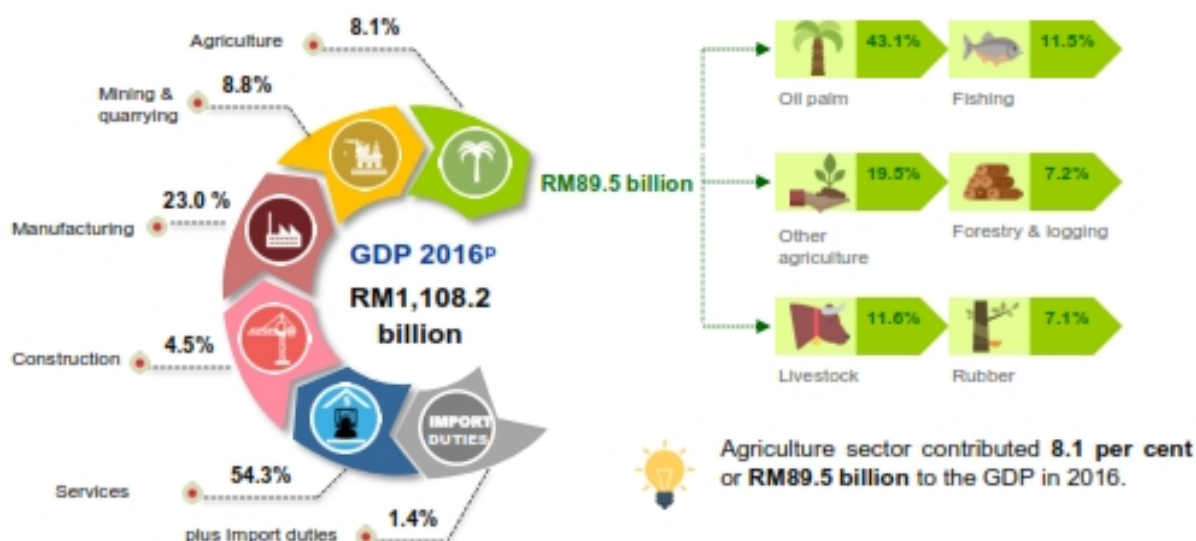 Agriculture
8.1%
Mining &
quarrying
8.8%
Manufacturing
23.0 %
Construction
4.5%
Services
54.3%
plus Import duties
1.4%
IMPORT
DUTIES
$
GDP 2016ᵖ
RM1,108.2
billion
RM89.5 billion
43.1%
Oil palm
11.5%
Fishing
19.5%
Other
agriculture
7.2%
Forestry & logging
11.6%
Livestock
7.1%
Rubber
Agriculture sector contributed 8.1 per cent
or RM89.5 billion to the GDP in 2016.